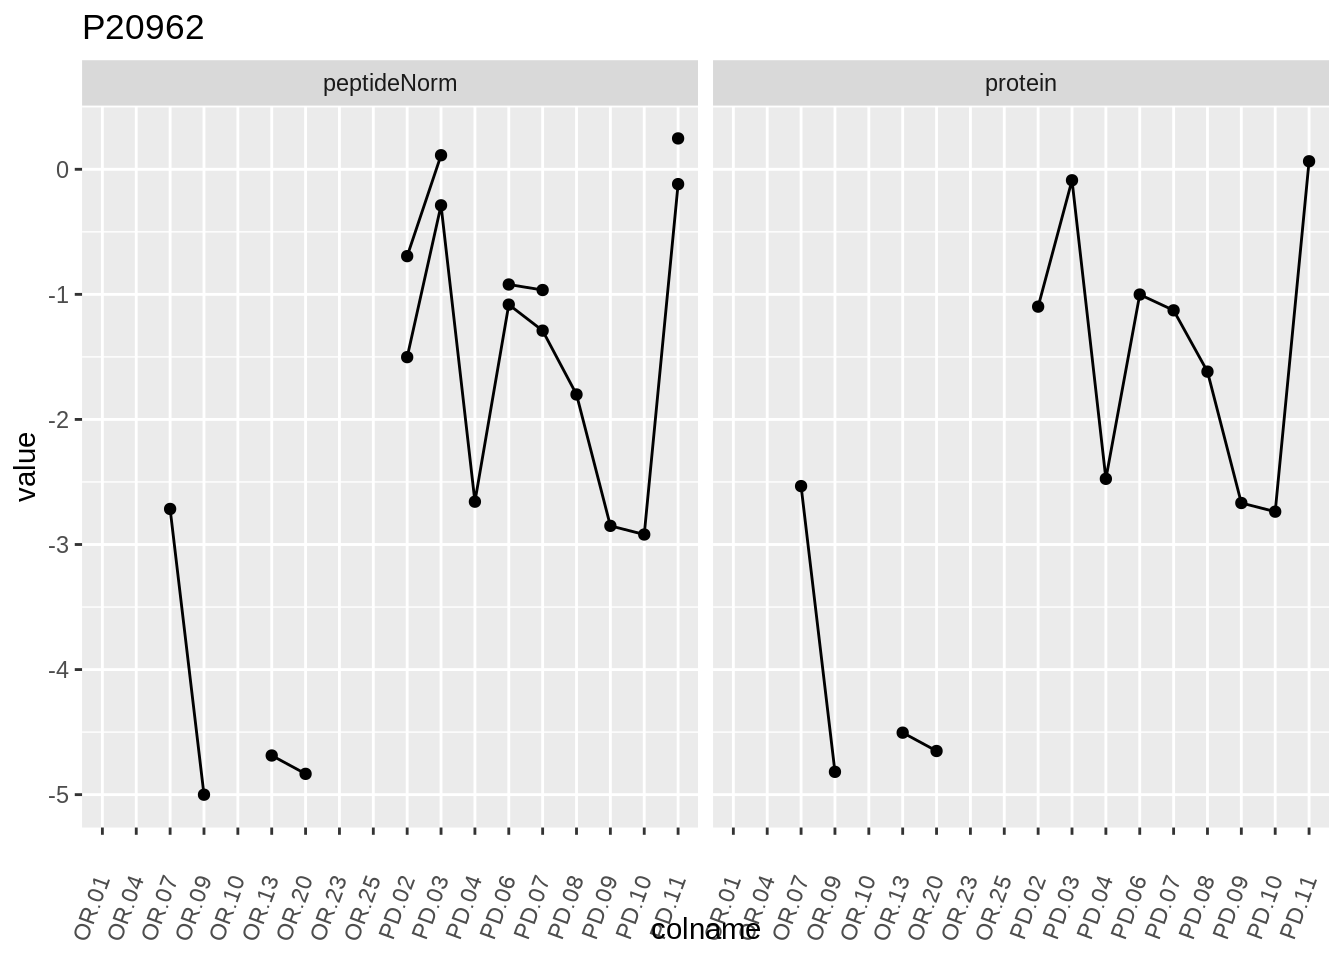 P20962
peptideNorm protein
0
-1
-2
-3
-4
-5
value
OR.01 OR.04 OR.07 OR.09 OR.10 OR.13 OR.20 OR.23 OR.25 PD.02 PD.03 PD.04 PD.06 PD.07 PD.08 PD.09 PD.10 PD.11 OR.01 OR.04 OR.07 OR.09 OR.10 OR.13 OR.20 OR.23 OR.25 PD.02 PD.03 PD.04 PD.06 PD.07 PD.08 PD.09 PD.10 PD.11
colname